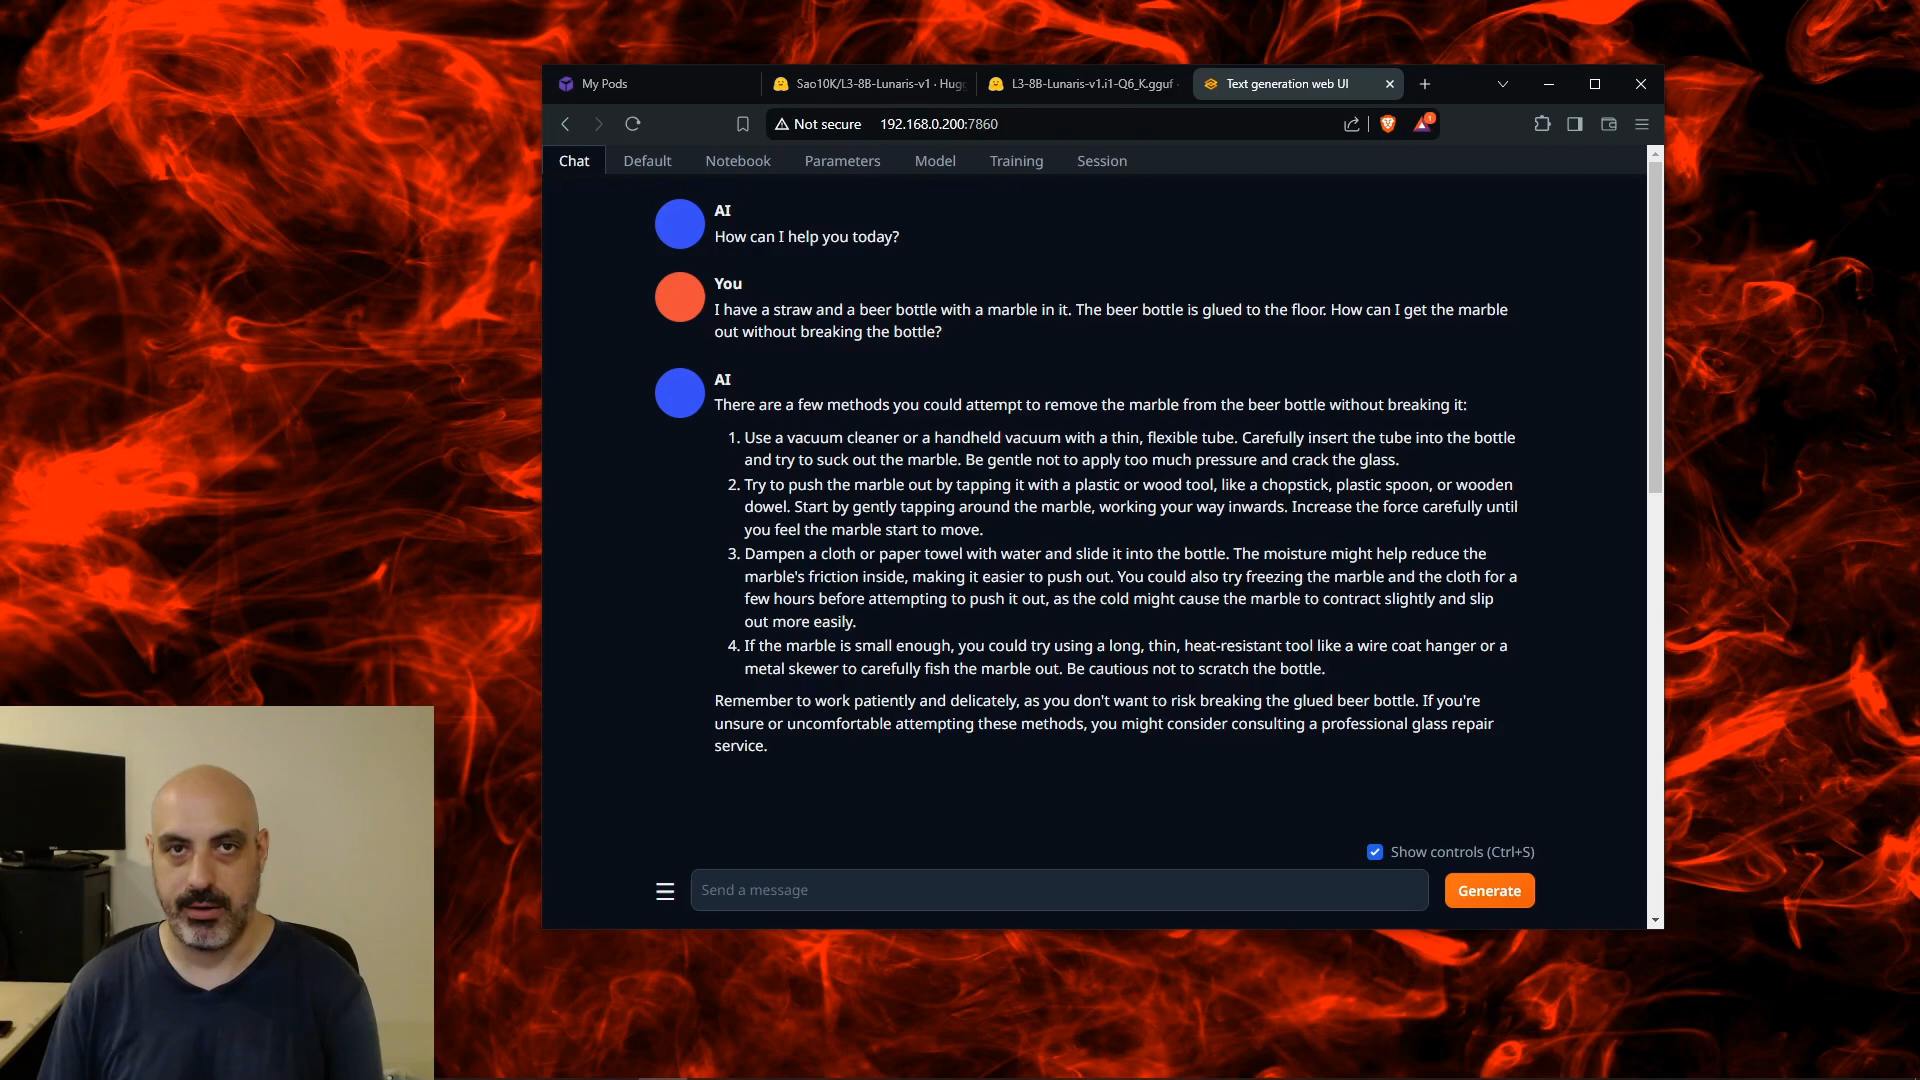 My Pods
Sao10K/L3-8B-Lunaris-v1 · Hugg
L3-8B-Lunaris-v1.i1-Q6_K.gguf
Text generation web UI
Not secure 192.168.0.200:7860
1
Chat Default Notebook Parameters Model Training Session
AI
How can I help you today?
You
I have a straw and a beer bottle with a marble in it. The beer bottle is glued to the floor. How can I get the marble
out without breaking the bottle?
AI
There are a few methods you could attempt to remove the marble from the beer bottle without breaking it:
1. Use a vacuum cleaner or a handheld vacuum with a thin, flexible tube. Carefully insert the tube into the bottle
and try to suck out the marble. Be gentle not to apply too much pressure and crack the glass.
2. Try to push the marble out by tapping it with a plastic or wood tool, like a chopstick, plastic spoon, or wooden
dowel. Start by gently tapping around the marble, working your way inwards. Increase the force carefully until
you feel the marble start to move.
3. Dampen a cloth or paper towel with water and slide it into the bottle. The moisture might help reduce the
marble's friction inside, making it easier to push out. You could also try freezing the marble and the cloth for a
few hours before attempting to push it out, as the cold might cause the marble to contract slightly and slip
out more easily.
4. If the marble is small enough, you could try using a long, thin, heat-resistant tool like a wire coat hanger or a
metal skewer to carefully fish the marble out. Be cautious not to scratch the bottle.
Remember to work patiently and delicately, as you don't want to risk breaking the glued beer bottle. If you're
unsure or uncomfortable attempting these methods, you might consider consulting a professional glass repair
service.
Show controls (Ctrl+S)
Send a message
Generate